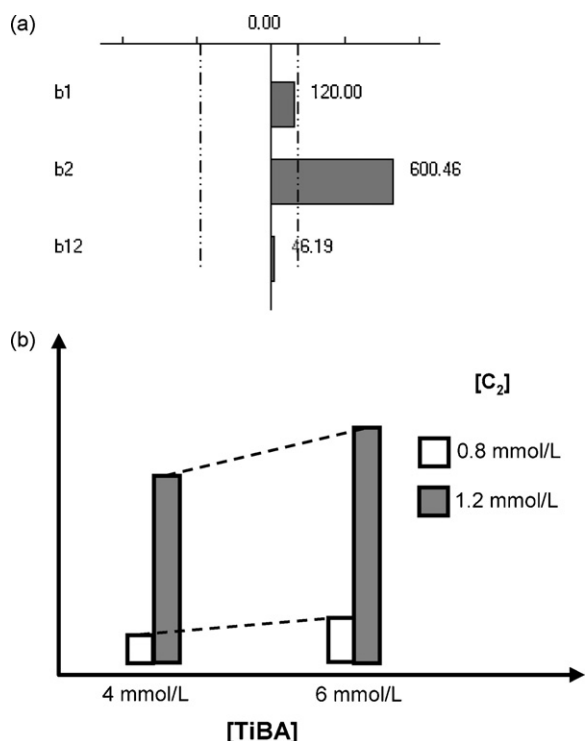 (a)
0.00
b1
120.00
b2
600.46
b12
46.19
(b)
[C₂]
0.8 mmol/L
1.2 mmol/L
4 mmol/L
6 mmol/L
[TiBA]